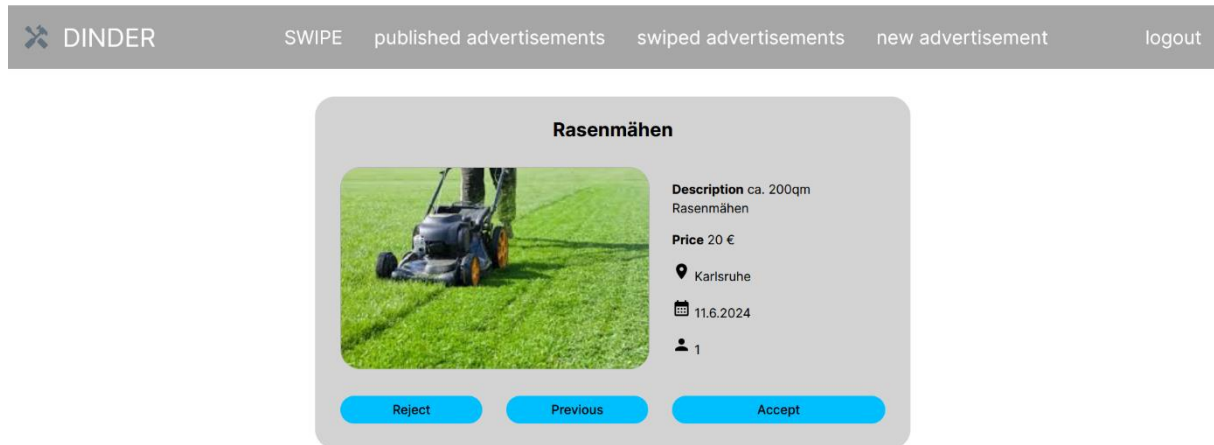 DINDER SWIPE published advertisements swiped advertisements new advertisement logout
Rasenmähen
Description ca. 200qm
Rasenmähen
Price 20 €
Karlsruhe
11.6.2024
1
Reject Previous Accept